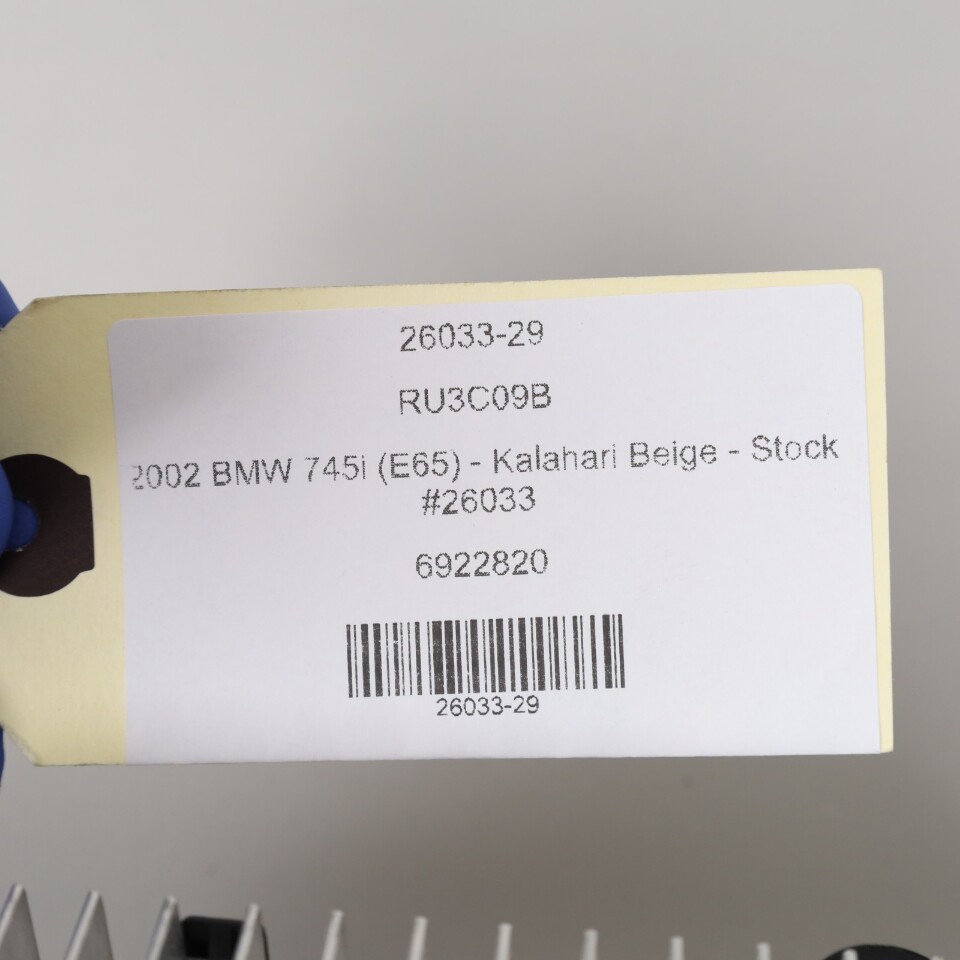 26033-29
RU3C09B
2002 BMW 745i (E65) - Kalahari Beige - Stock
#26033
6922820
26033-29